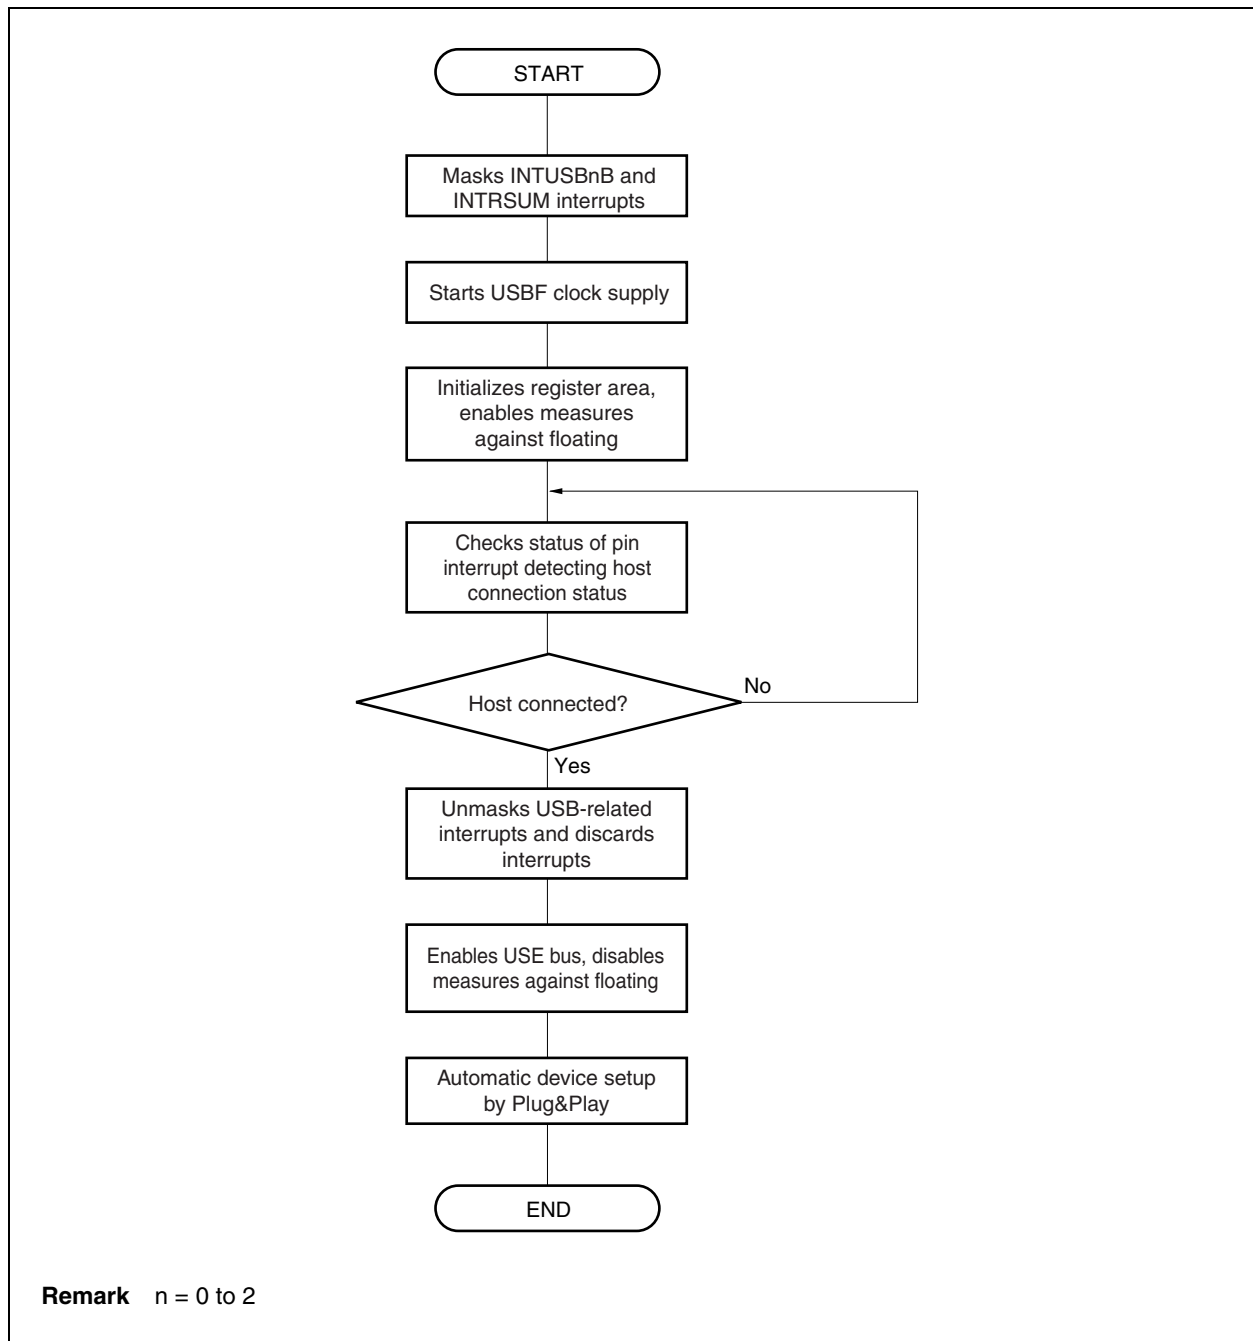 START
Masks INTUSBnB and
INTRSUM interrupts
Starts USBF clock supply
Initializes register area,
enables measures
against floating
Checks status of pin
interrupt detecting host
connection status
Host connected?
No
Yes
Unmasks USB-related
interrupts and discards
interrupts
Enables USE bus, disables
measures against floating
Automatic device setup
by Plug&Play
END
Remark n = 0 to 2